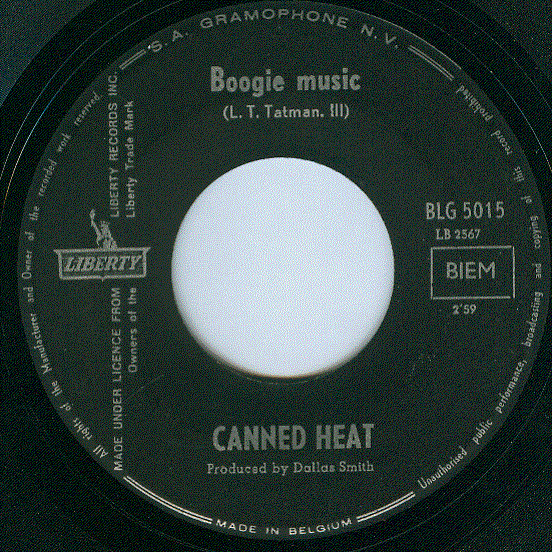 S.A. GRAMOPHONE N.V.
Boogie music
(L. T. Tatman. III)
BLG 5015
LB 2567
BIEM
2'59
LIBERTY RECORDS INC.
Liberty Trade Mark
LIBERTY
MADE UNDER LICENCE FROM
Owners of the
CANNED HEAT
Produced by Dallas Smith
All rights of the Manufacturer and Owner of the recorded work reserved
Unauthorised public performance, broadcasting and copying of this record prohibited
MADE IN BELGIUM